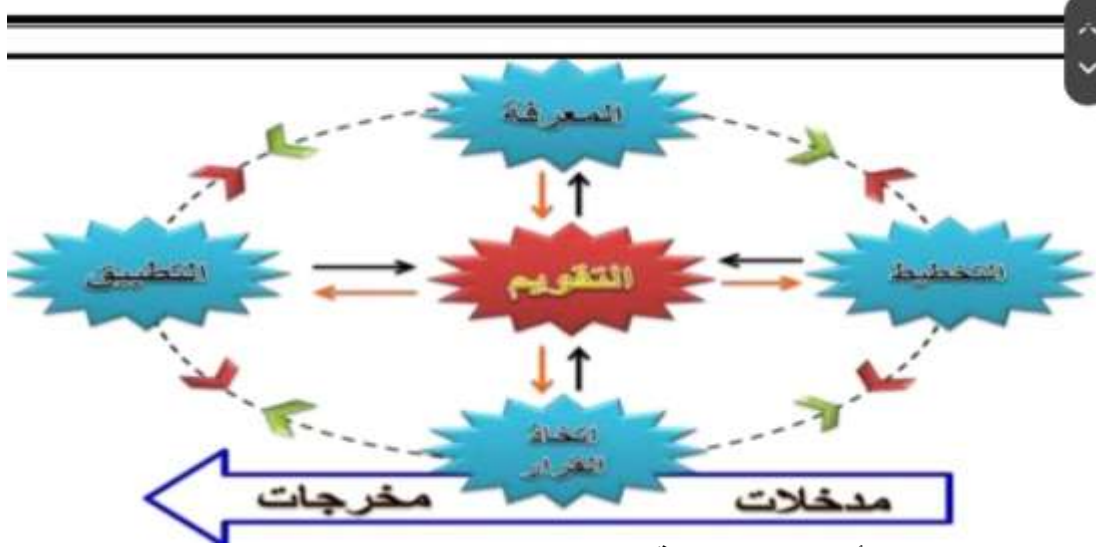 المعرفة
التطبيق
التقويم
التخطيط
اتخاذ
القرار
مدخلات
مخرجات